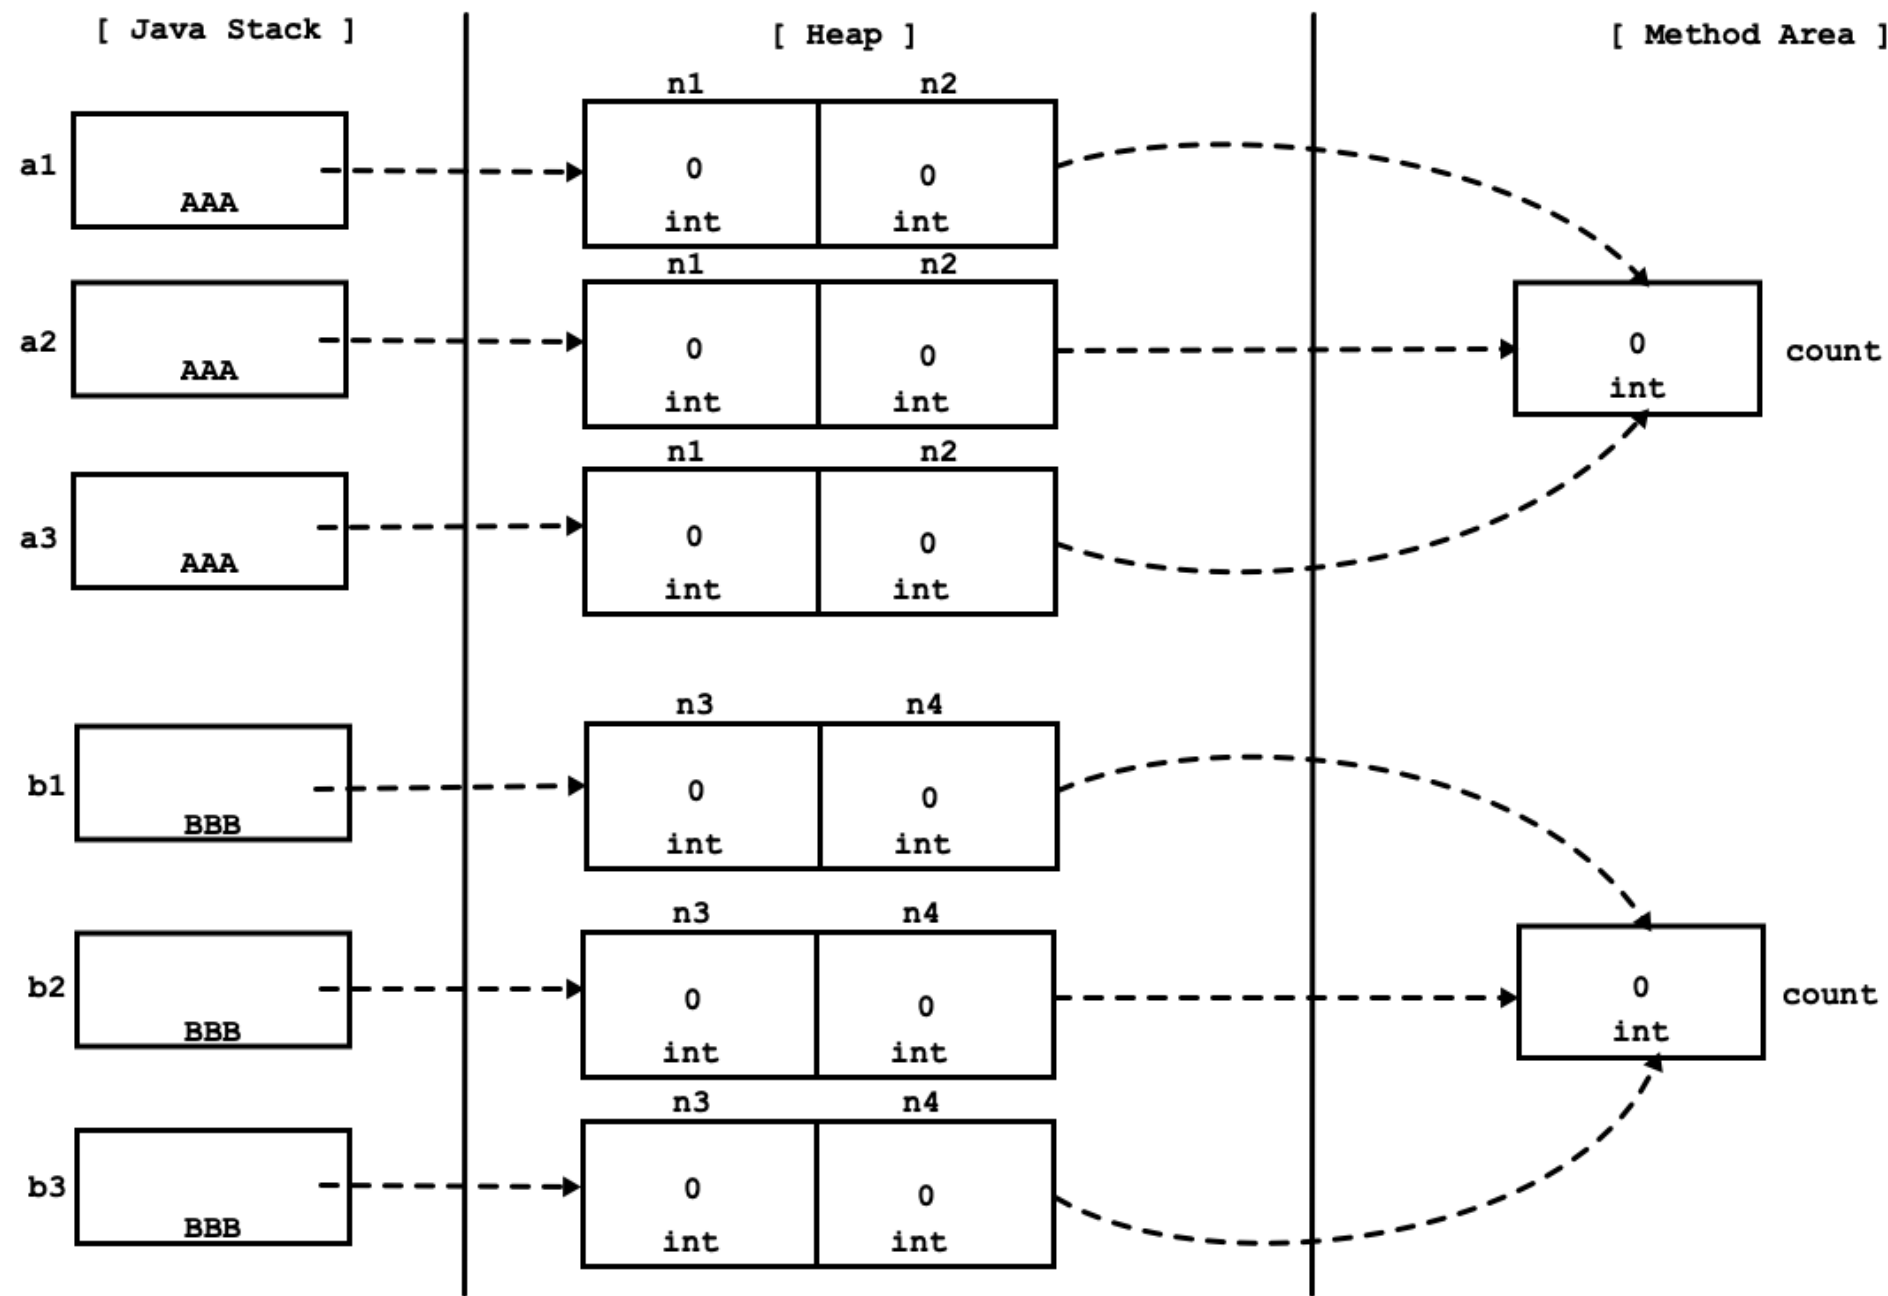 [ Java Stack ] [ Heap ] [ Method Area ]
n1 n2
a1 0 0
AAA int int
n1 n2
a2 0 0 0 count
AAA int int int
n1 n2
a3 0 0
AAA int int
n3 n4
b1 0 0
BBB int int
n3 n4
b2 0 0 0 count
BBB int int int
n3 n4
b3 0 0
BBB int int